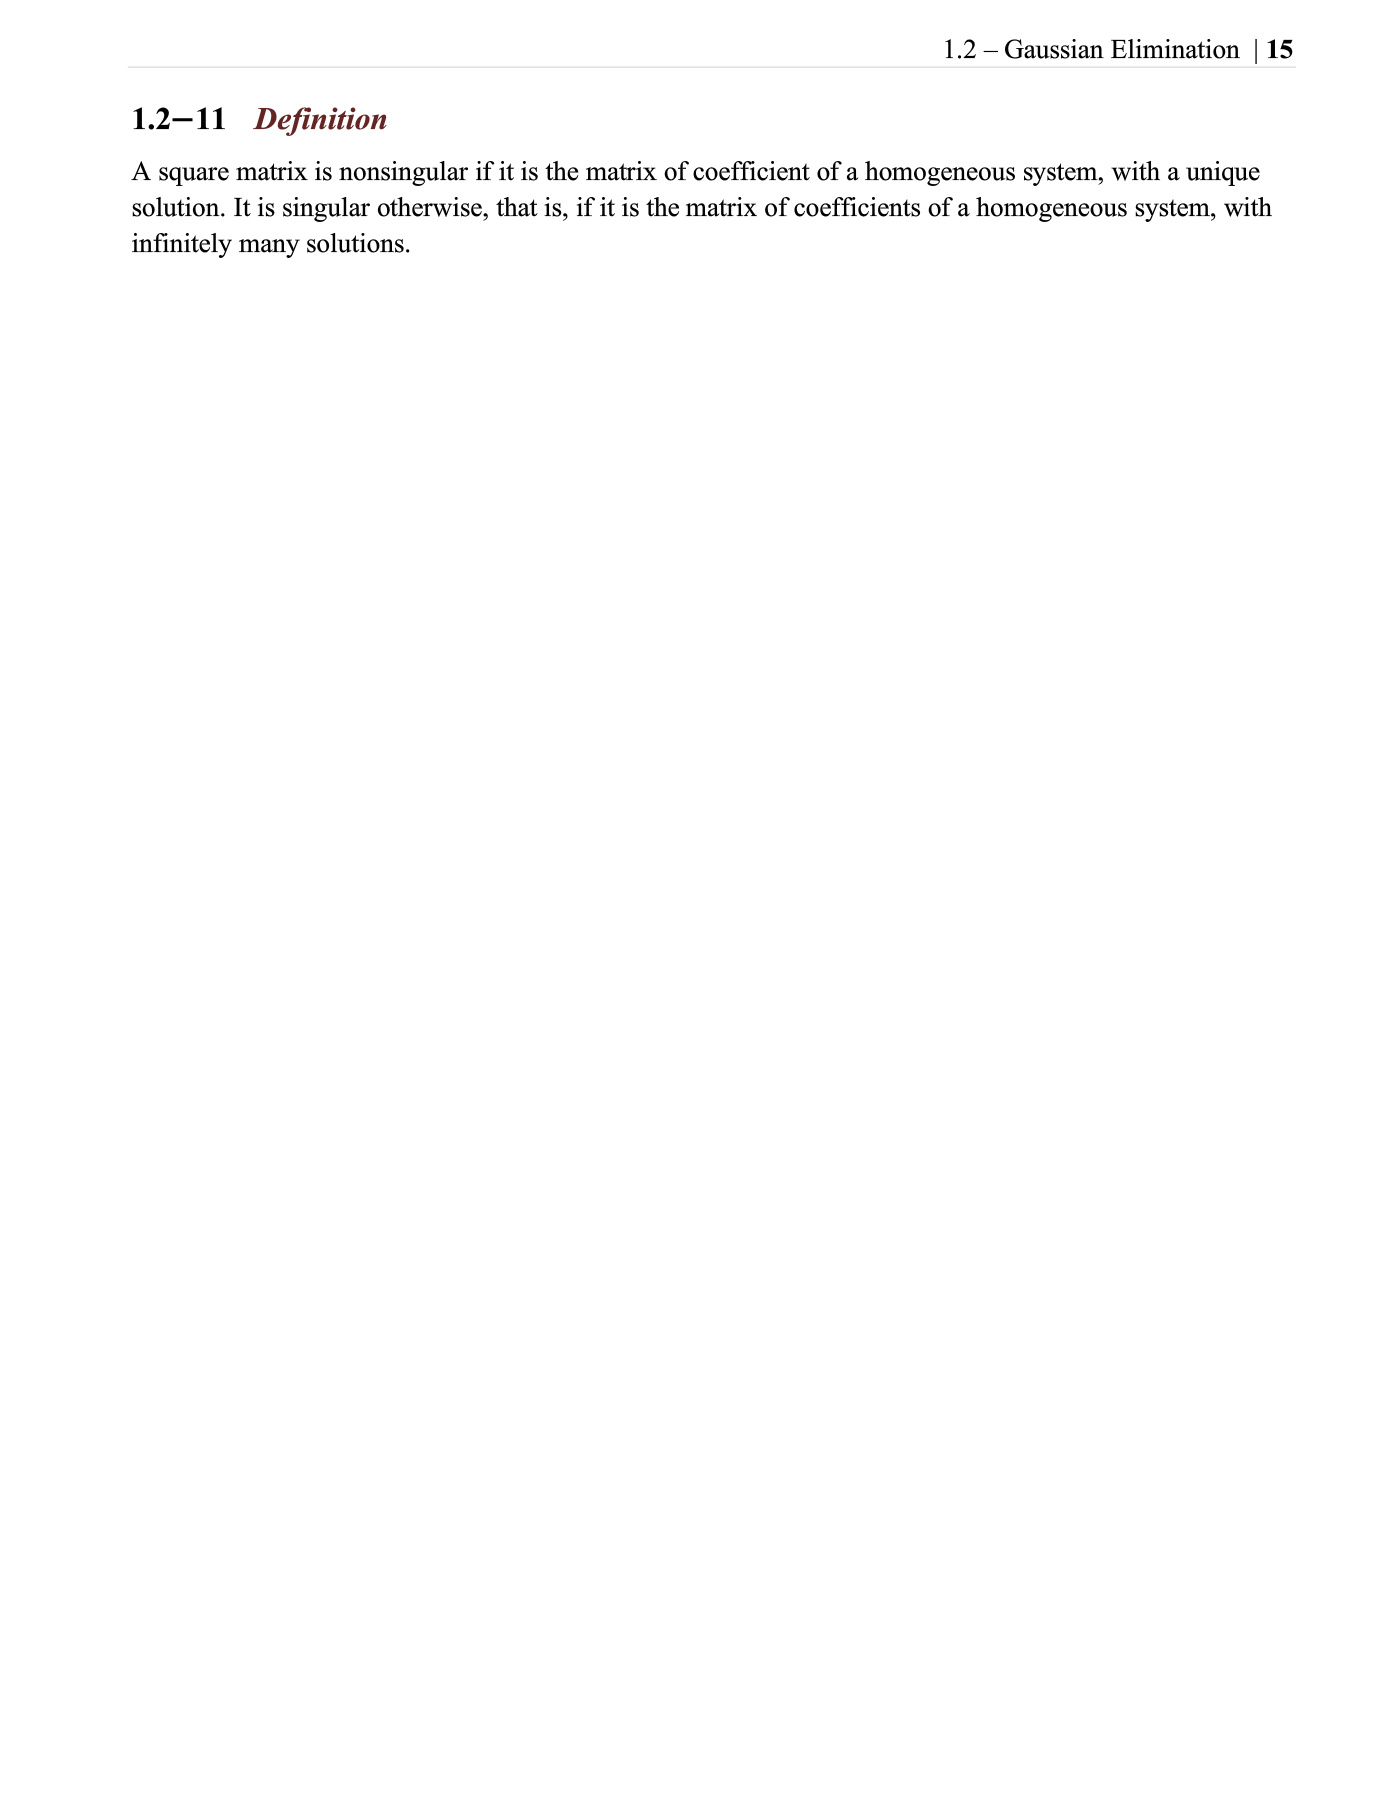 1.2 – Gaussian Elimination | 15
1.2—11 Definition
A square matrix is nonsingular if it is the matrix of coefficient of a homogeneous system, with a unique
solution. It is singular otherwise, that is, if it is the matrix of coefficients of a homogeneous system, with
infinitely many solutions.